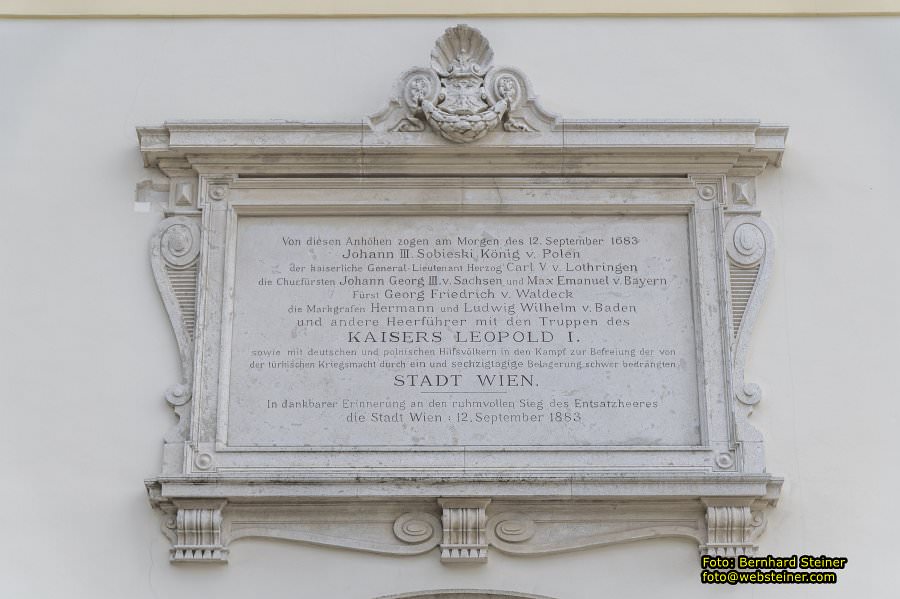 Von diesen Anhöhen zogen am Morgen des 12. September 1683
Johann III. Sobieski König v. Polen
der kaiserliche General-Lieutenant Herzog Carl V v. Lothringen
die Churfürsten Johann Georg III. v. Sachsen und Max Emanuel v. Bayern
Fürst Georg Friedrich v. Waldeck
die Markgrafen Hermann und Ludwig Wilhelm v. Baden
und andere Heerführer mit den Truppen des
KAISERS LEOPOLD I.
sowie mit deutschen und polnischen Hilfsvölkern in den Kampf zur Befreiung der von
der türkischen Kriegsmacht durch ein und sechzigtägige Belagerung schwer bedrängten
STADT WIEN.
In dankbarer Erinnerung an den ruhmvollen Sieg des Entsatzheeres
die Stadt Wien : 12. September 1883
Foto: Bernhard Steiner
foto@websteiner.com